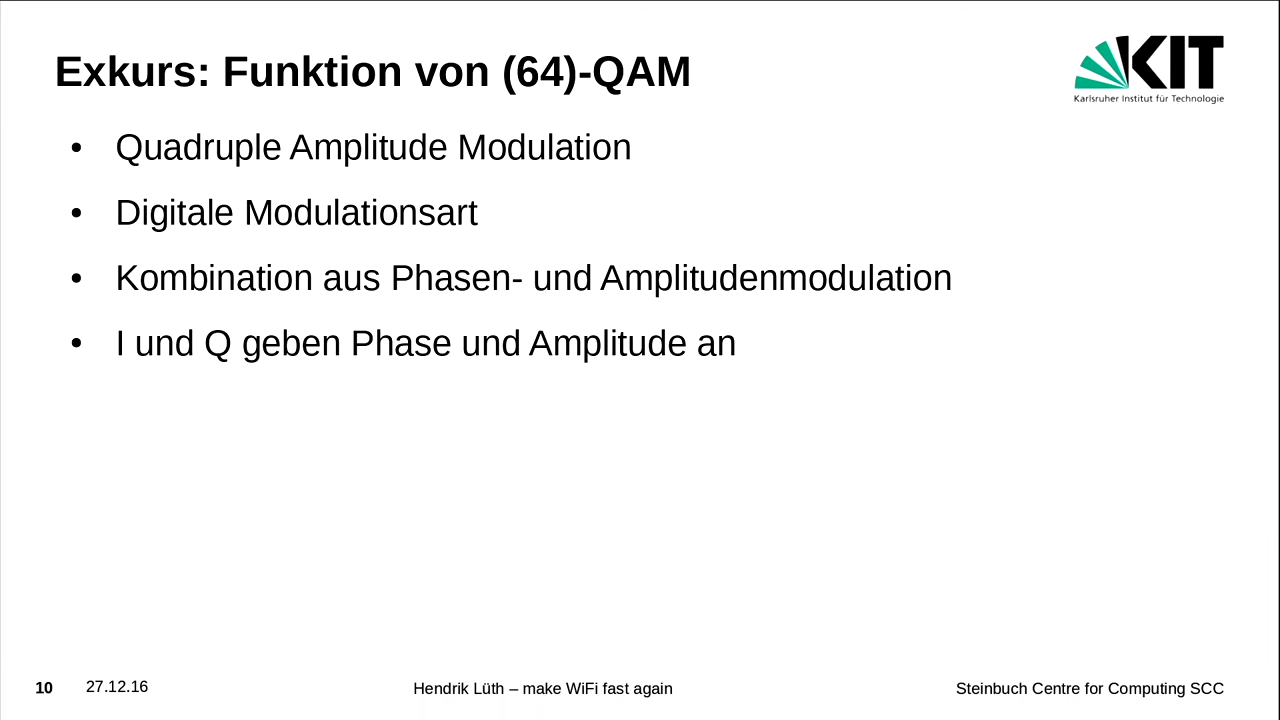 Exkurs: Funktion von (64)-QAM
KIT
Karlsruher Institut für Technologie
• Quadruple Amplitude Modulation
• Digitale Modulationsart
• Kombination aus Phasen- und Amplitudenmodulation
• I und Q geben Phase und Amplitude an
10 27.12.16 Hendrik Lüth – make WiFi fast again Steinbuch Centre for Computing SCC